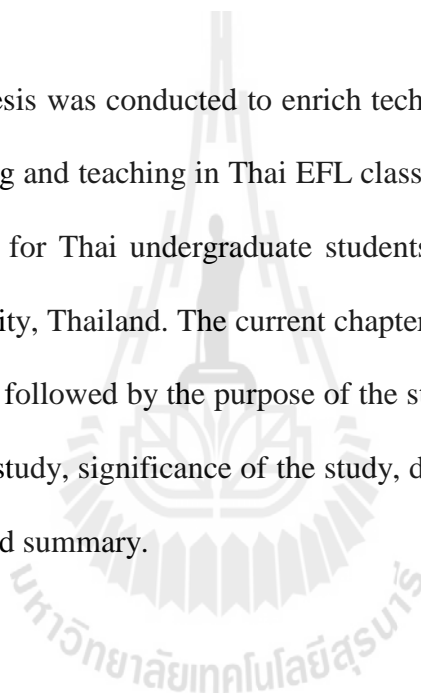 esis was conducted to enrich tech
g and teaching in Thai EFL class
for Thai undergraduate students
ity, Thailand. The current chapter
followed by the purpose of the s
study, significance of the study, d
d summary.
มหาวิทยาลัยเทคโนโลยีสุรนารี